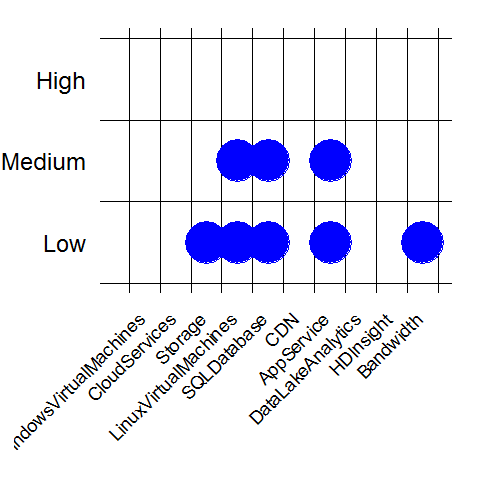 High
Medium
Low
ndowsVirtualMachines
CloudServices
Storage
LinuxVirtualMachines
SQLDatabase
CDN
AppService
DataLakeAnalytics
HDInsight
Bandwidth